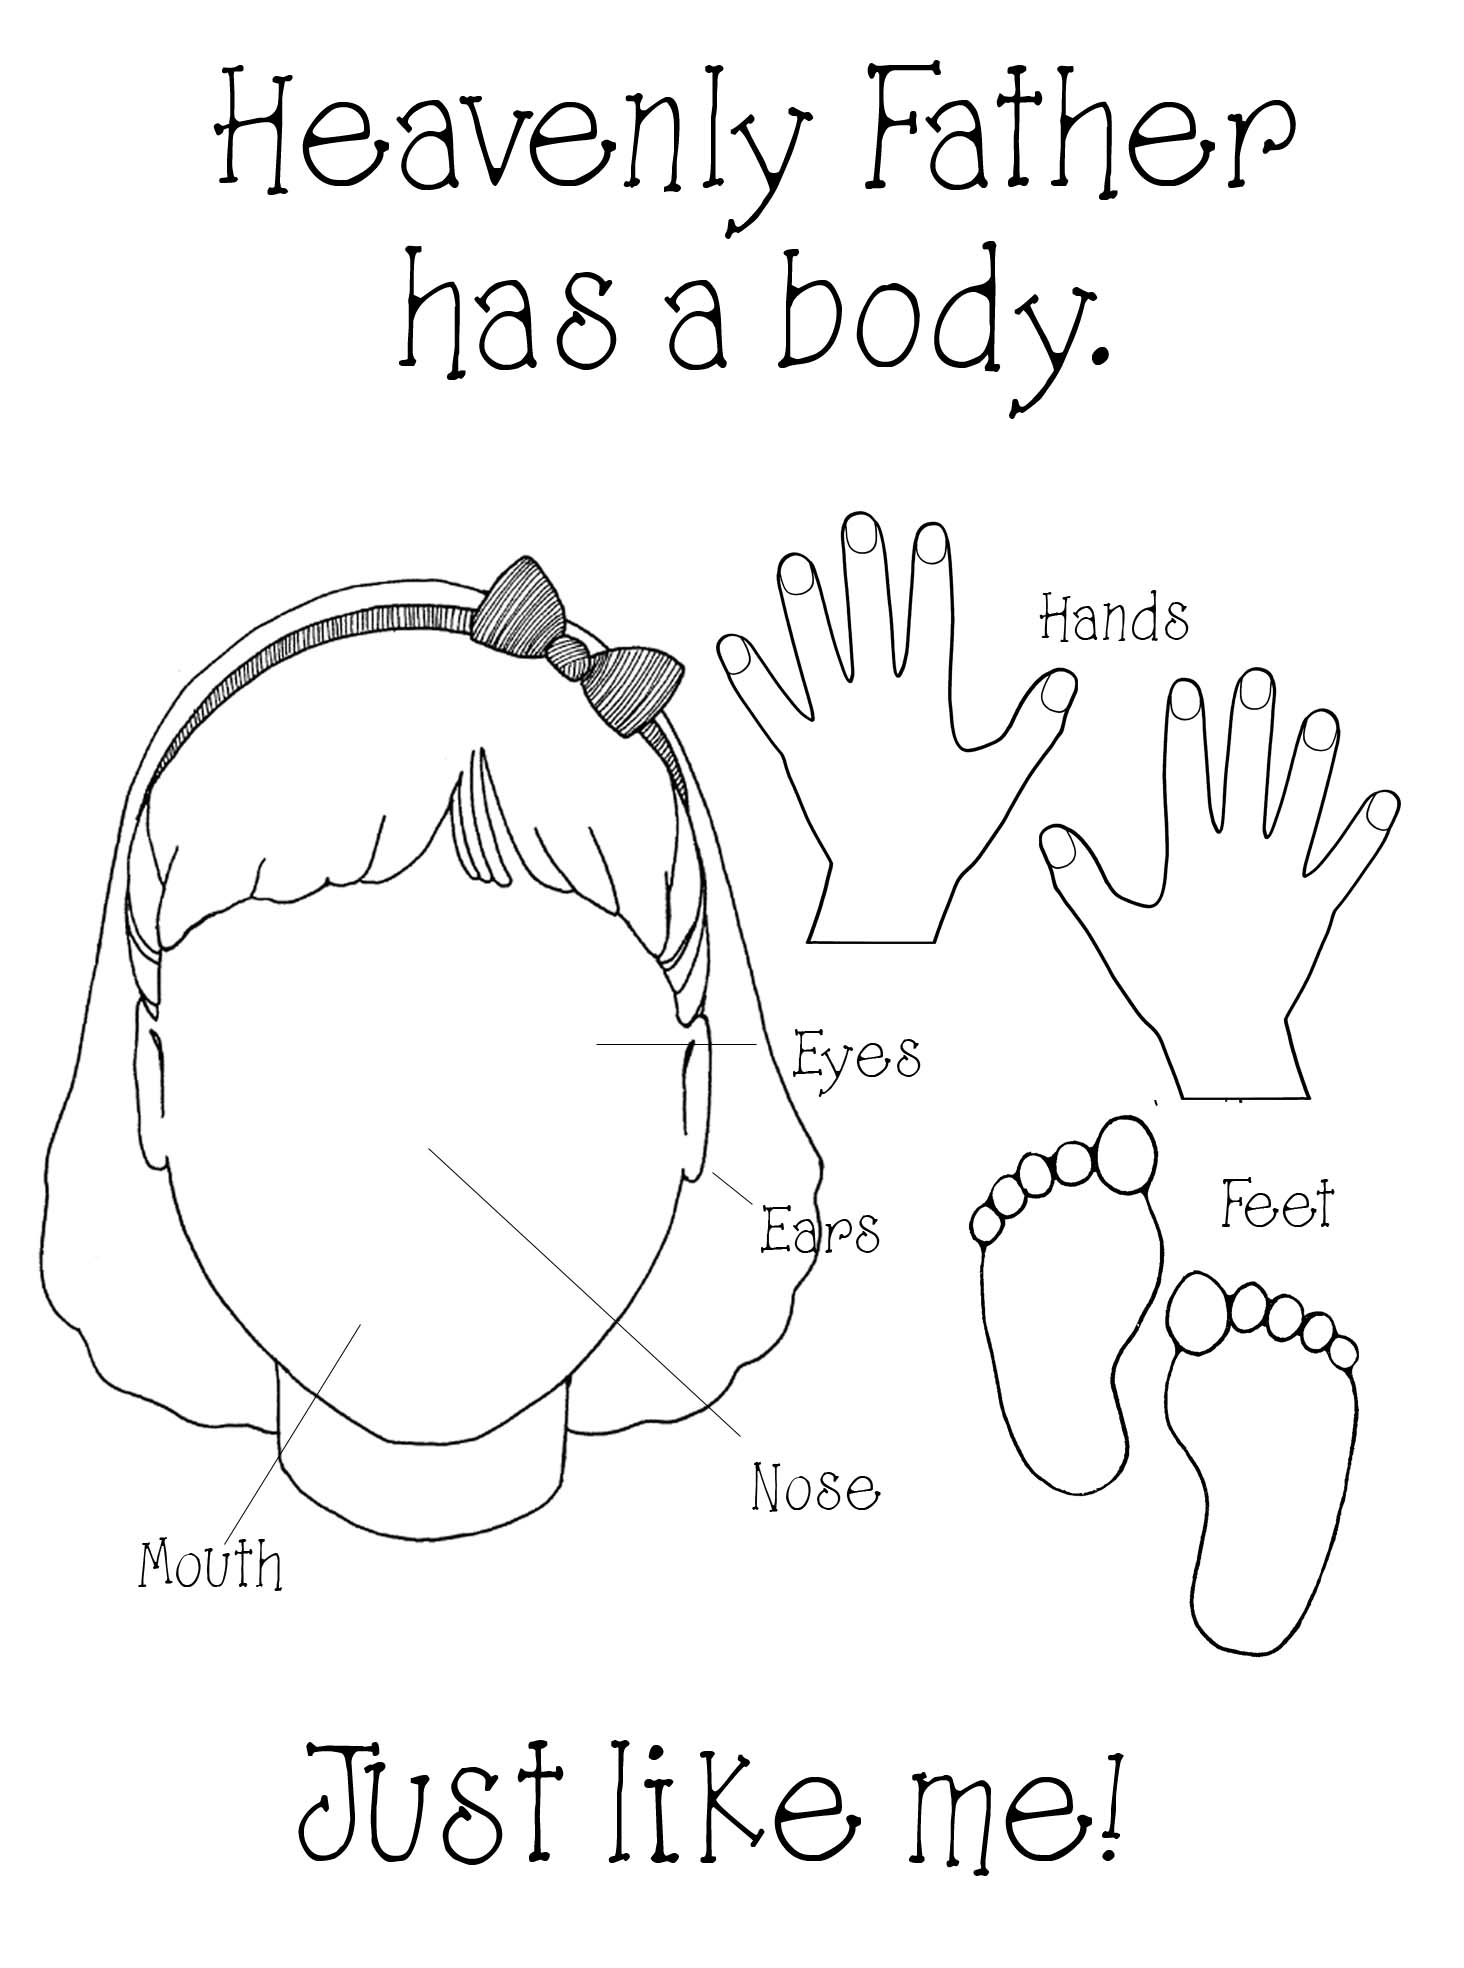 Heavenly Father
has a body.
Hands
Eyes
Ears
Feet
Nose
Mouth
Just like me!